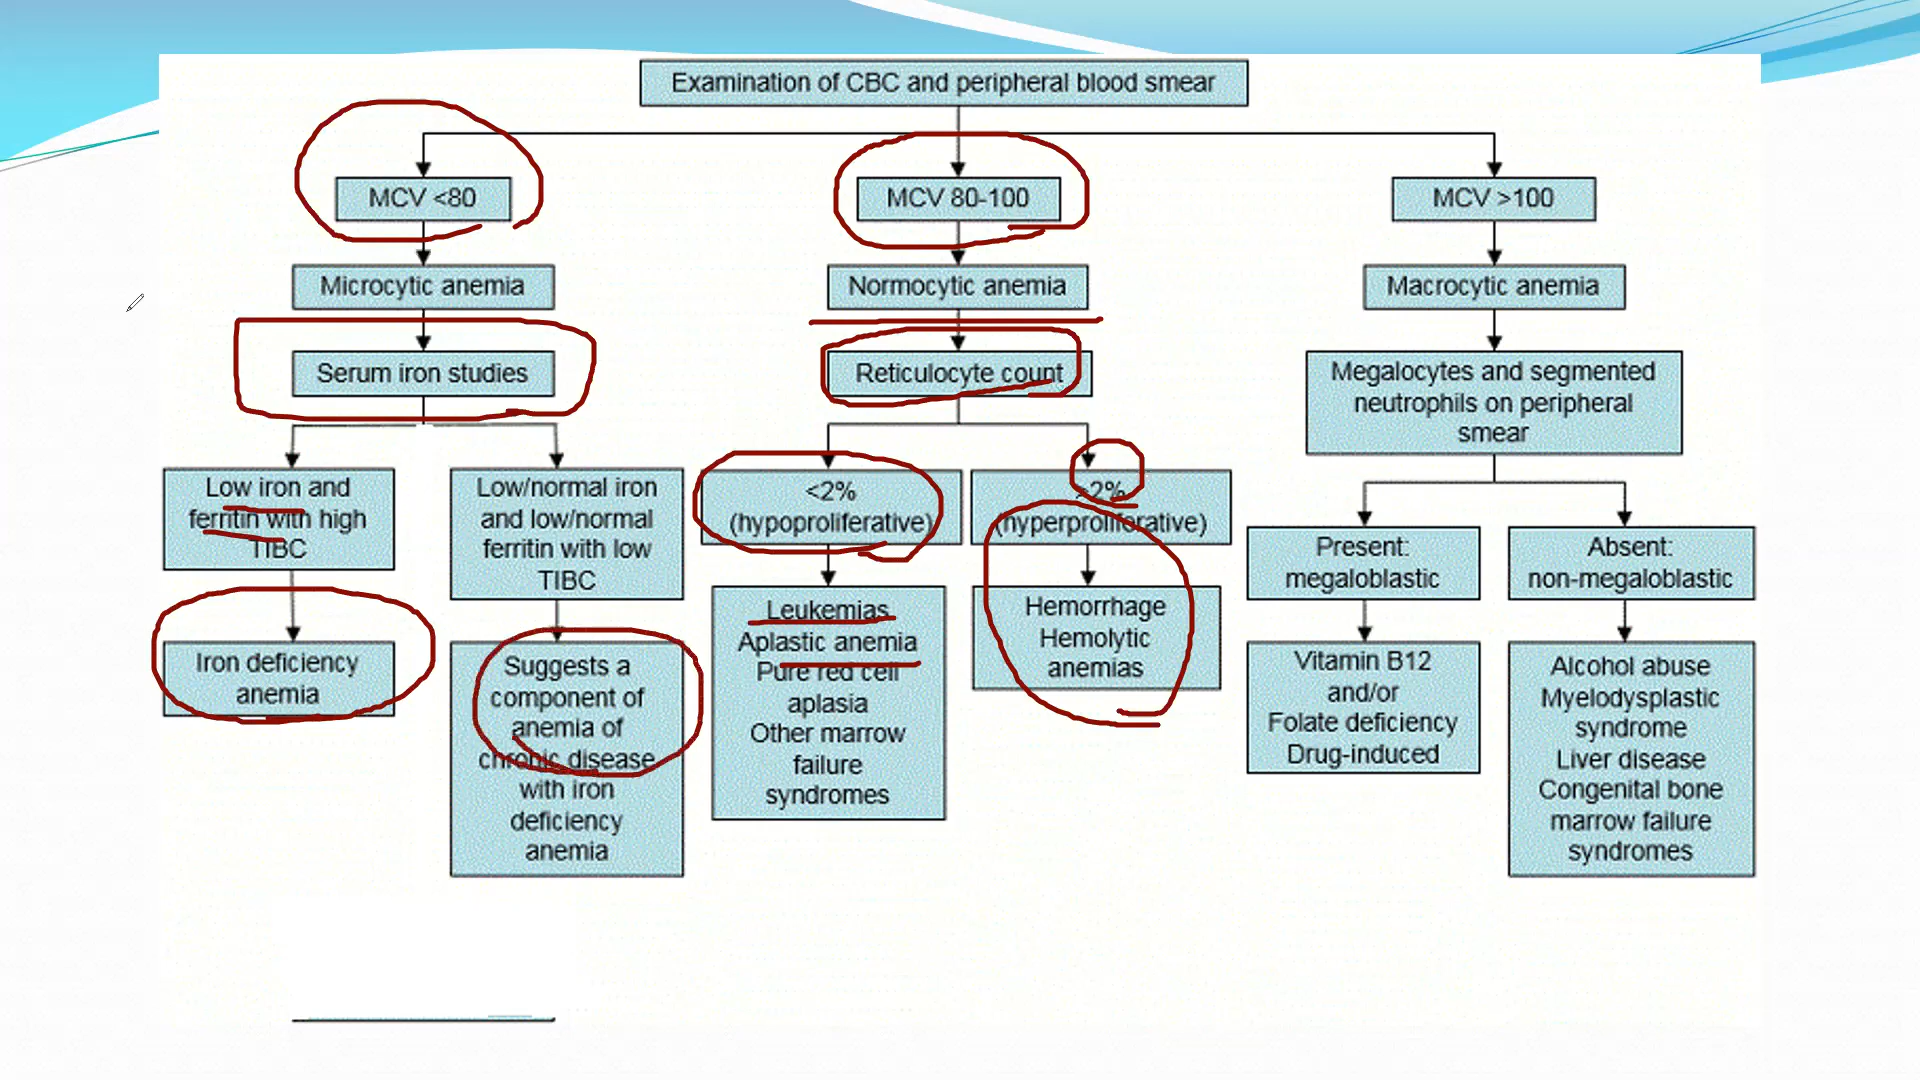 Examination of CBC and peripheral blood smear
MCV <80
MCV 80-100
MCV >100
Microcytic anemia
Normocytic anemia
Macrocytic anemia
Serum iron studies
Reticulocyte count
Megalocytes and segmented
neutrophils on peripheral
smear
Low iron and
ferritin with high
TIBC
Low/normal iron
and low/normal
ferritin with low
TIBC
<2%
(hypoproliferative)
>2%
(hyperproliferative)
Present:
megaloblastic
Absent:
non-megaloblastic
Iron deficiency
anemia
Suggests a
component of
anemia of
chronic disease
with iron
deficiency
anemia
Leukemias
Aplastic anemia
Pure red cell
aplasia
Other marrow
failure
syndromes
Hemorrhage
Hemolytic
anemias
Vitamin B12
and/or
Folate deficiency
Drug-induced
Alcohol abuse
Myelodysplastic
syndrome
Liver disease
Congenital bone
marrow failure
syndromes